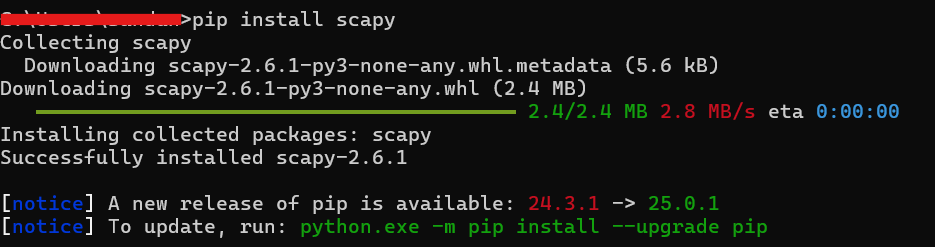 >pip install scapy
Collecting scapy
Downloading scapy-2.6.1-py3-none-any.whl.metadata (5.6 kB)
Downloading scapy-2.6.1-py3-none-any.whl (2.4 MB)
2.4/2.4 MB 2.8 MB/s eta 0:00:00
Installing collected packages: scapy
Successfully installed scapy-2.6.1
[notice] A new release of pip is available: 24.3.1 -> 25.0.1
[notice] To update, run: python.exe -m pip install --upgrade pip